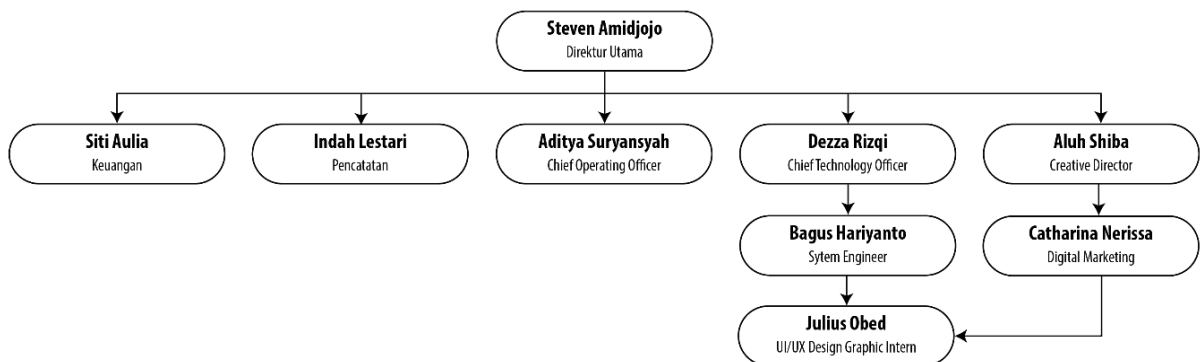 Steven Amidjojo
Direktur Utama
Siti Aulia
Keuangan
Indah Lestari
Pencatatan
Aditya Suryansyah
Chief Operating Officer
Dezza Rizqi
Chief Technology Officer
Aluh Shiba
Creative Director
Bagus Hariyanto
Sytem Engineer
Catharina Nerissa
Digital Marketing
Julius Obed
UI/UX Design Graphic Intern